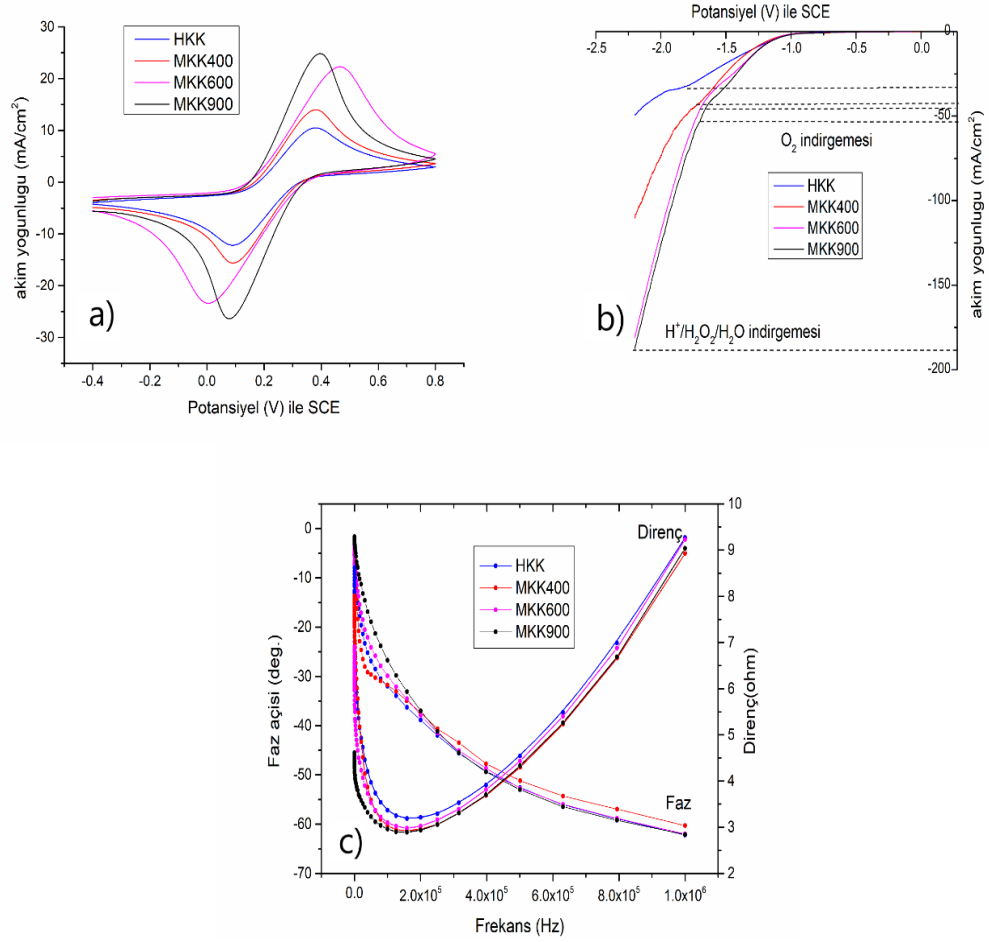 30
20
10
0
10
20
30
akim yogunlugu (mA/cm²)
HKK
MKK400
MKK600
MKK900
a)
-0.4
-0.2
0.0
0.2
0.4
0.6
0.8
Potansiyel (V) ile SCE
Potansiyel (V) ile SCE
-2.5
-2.0
-1.5
-1.0
-0.5
0.0
0
-50
-100
-150
-200
akim yogunlugu (mA/cm²)
O₂ indirgemesi
HKK
MKK400
MKK600
MKK900
b)
H⁺/H₂O₂/H₂O indirgemesi
0
-10
-20
-30
-40
-50
-60
-70
Faz açisi (deg.)
HKK
MKK400
MKK600
MKK900
Direnç
Faz
c)
10
9
8
7
6
5
4
3
2
Direnç(ohm)
0.0
2.0x10⁵
4.0x10⁵
6.0x10⁵
8.0x10⁵
1.0x10⁶
Frekans (Hz)